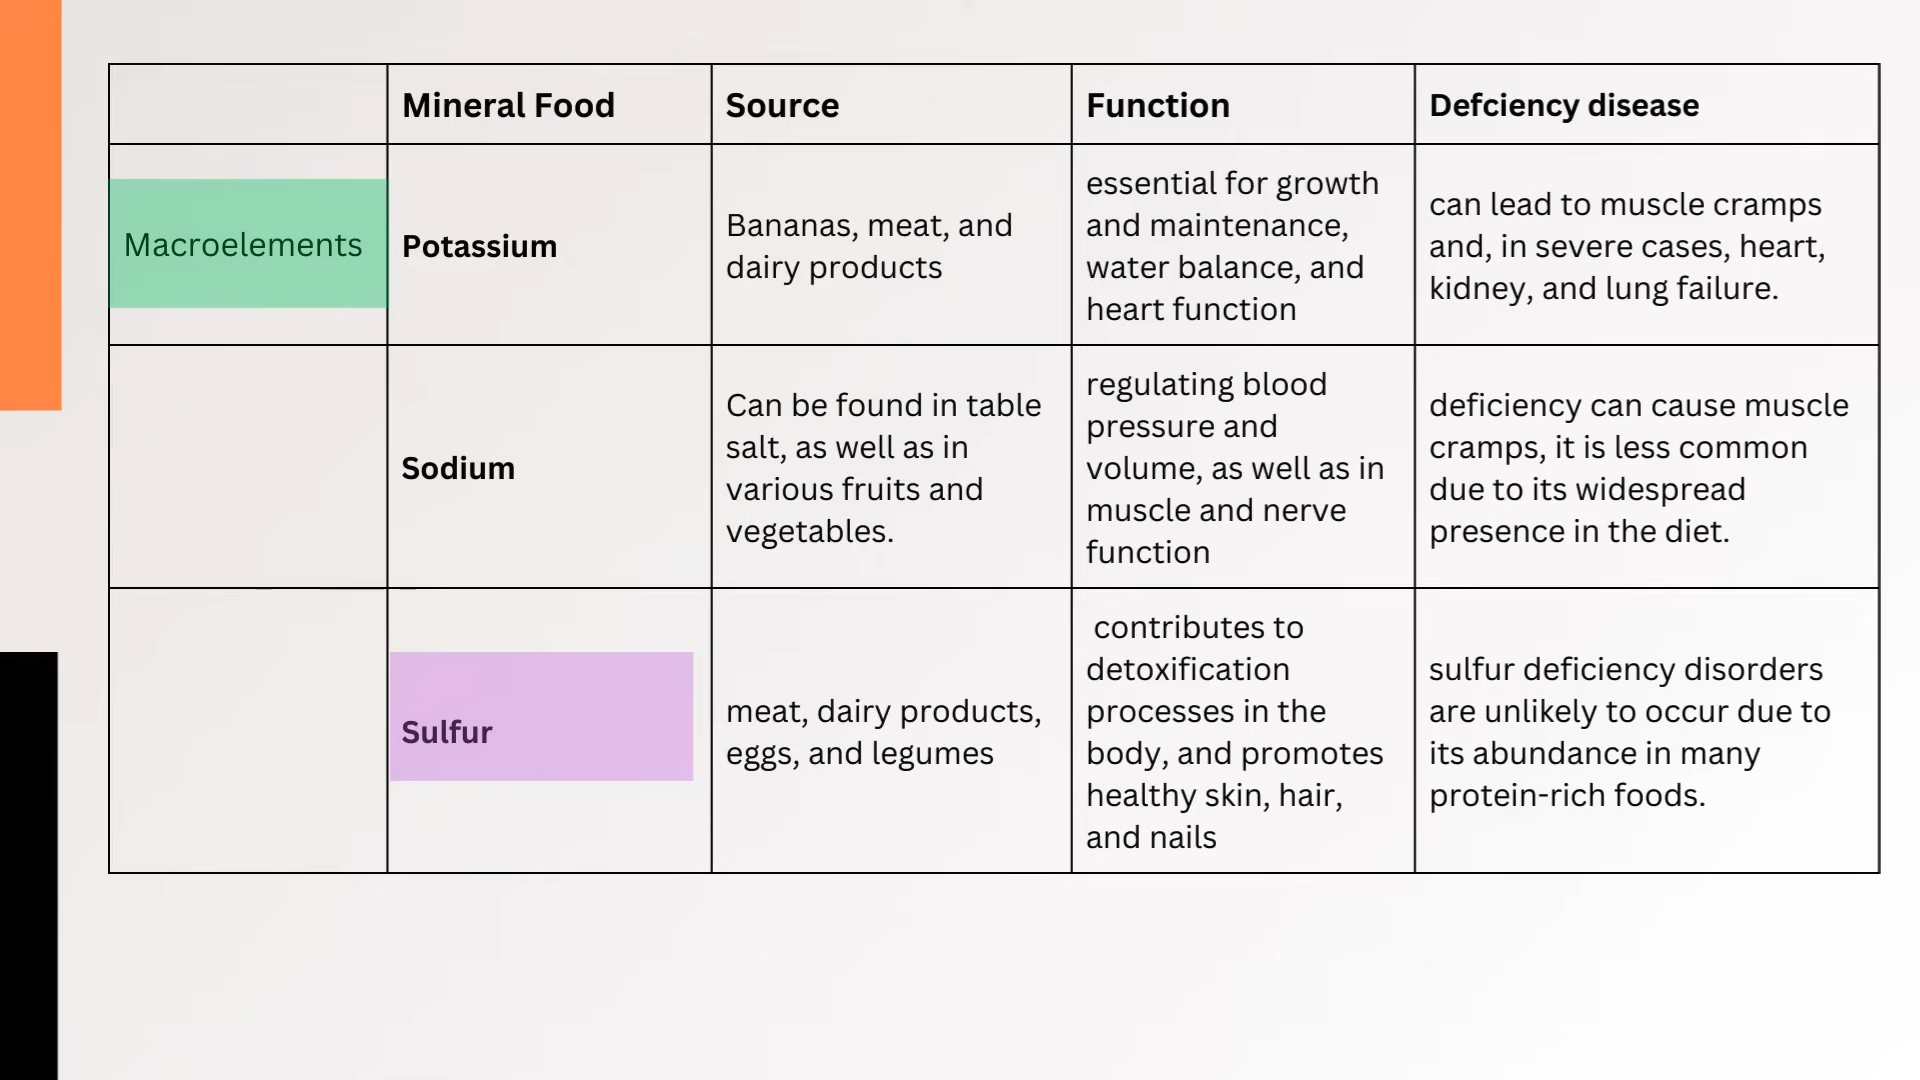 Mineral Food
Source
Function
Defciency disease
Macroelements
Potassium
Bananas, meat, and
dairy products
essential for growth
and maintenance,
water balance, and
heart function
can lead to muscle cramps
and, in severe cases, heart,
kidney, and lung failure.
Sodium
Can be found in table
salt, as well as in
various fruits and
vegetables.
regulating blood
pressure and
volume, as well as in
muscle and nerve
function
deficiency can cause muscle
cramps, it is less common
due to its widespread
presence in the diet.
Sulfur
meat, dairy products,
eggs, and legumes
contributes to
detoxification
processes in the
body, and promotes
healthy skin, hair,
and nails
sulfur deficiency disorders
are unlikely to occur due to
its abundance in many
protein-rich foods.